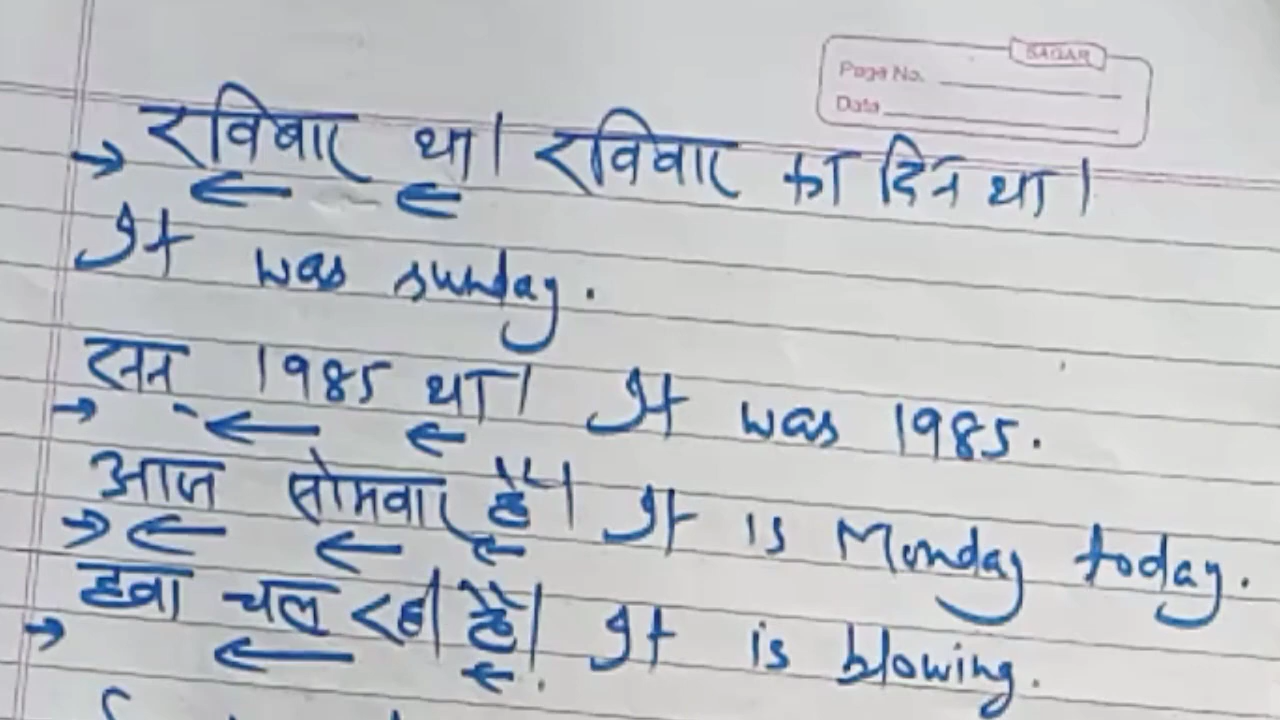 SAGAR
Page No.
Date
रविबार था। रविवार का दिन था।
It was sunday.
सन् 1985 था। It was 1985.
आज सोमवार है। It is Monday today.
हवा चल रही है। It is blowing.